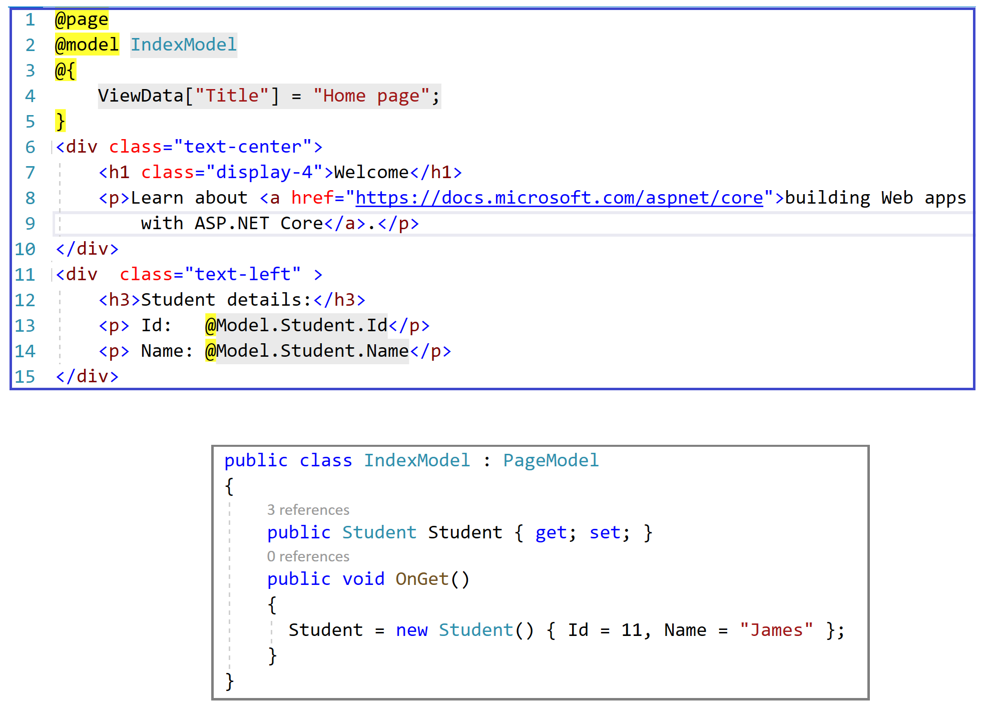 1 @page
2 @model IndexModel
3 @{
4 ViewData["Title"] = "Home page";
5 }
6 <div class="text-center">
7 <h1 class="display-4">Welcome</h1>
8 <p>Learn about <a href="https://docs.microsoft.com/aspnet/core">building Web apps
9 with ASP.NET Core</a>.</p>
10 </div>
11 <div  class="text-left" >
12 <h3>Student details:</h3>
13 <p> Id:   @Model.Student.Id</p>
14 <p> Name: @Model.Student.Name</p>
15 </div>
public class IndexModel : PageModel
{
3 references
public Student Student { get; set; }
0 references
public void OnGet()
{
Student = new Student() { Id = 11, Name = "James" };
}
}